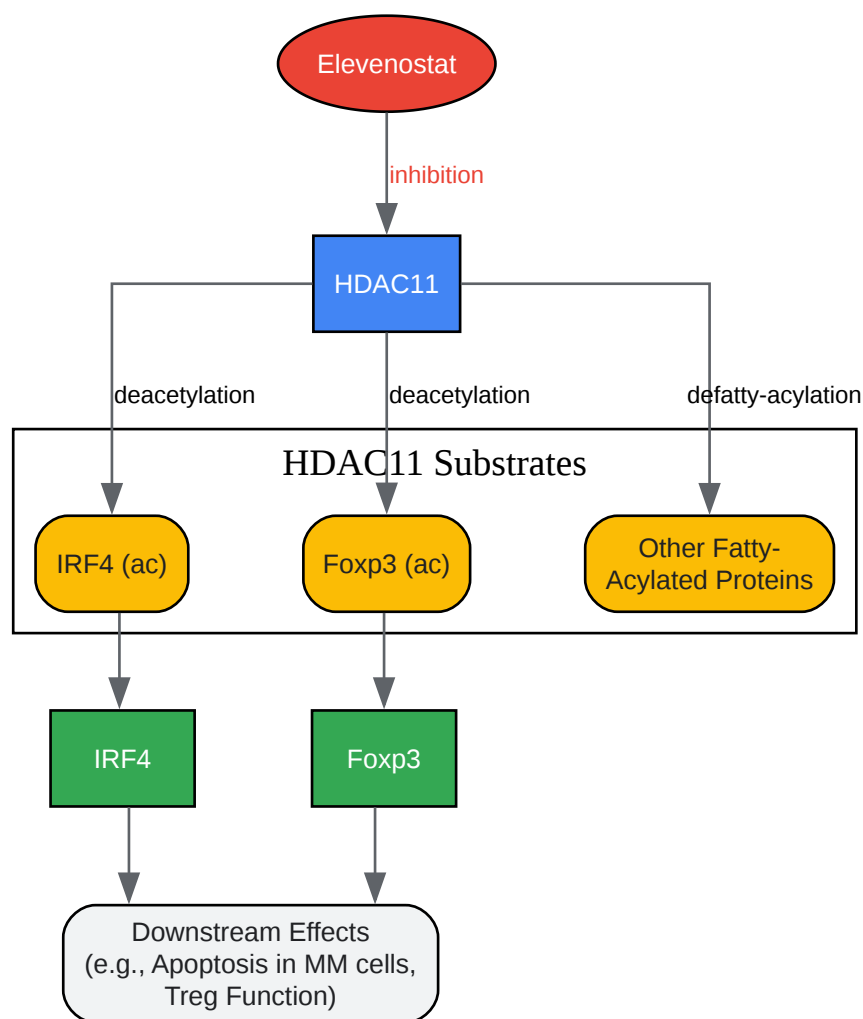 Elevenostat
inhibition
HDAC11
deacetylation
deacetylation
defatty-acylation
HDAC11 Substrates
IRF4 (ac)
Foxp3 (ac)
Other Fatty-
Acylated Proteins
IRF4
Foxp3
Downstream Effects
(e.g., Apoptosis in MM cells,
Treg Function)